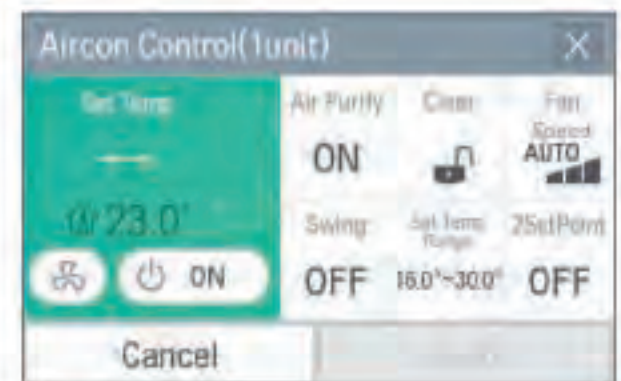 Aircon Control(1unit)
Set Temp
Air Purify
Fan
Speed
ON
AUTO
23.0°
Swing
Set Temp
Range
2SetPoint
ON
OFF
16.0°~30.0°
OFF
Cancel